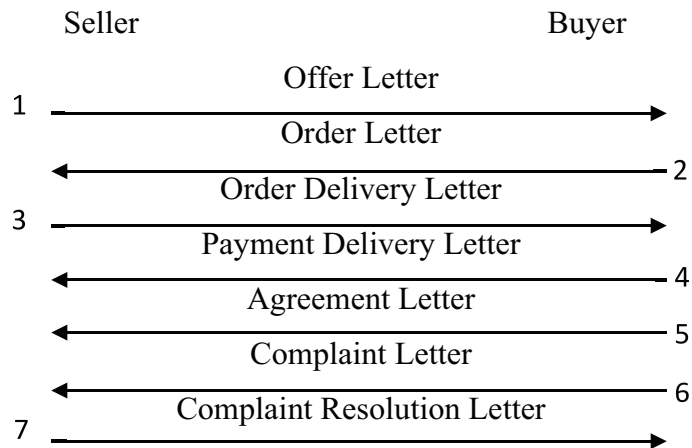 Seller Buyer
Offer Letter
1
Order Letter
2
Order Delivery Letter
3
Payment Delivery Letter
4
Agreement Letter
5
Complaint Letter
6
Complaint Resolution Letter
7